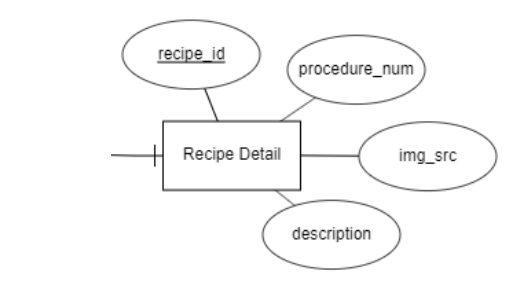 recipe_id
procedure_num
Recipe Detail
img_src
description